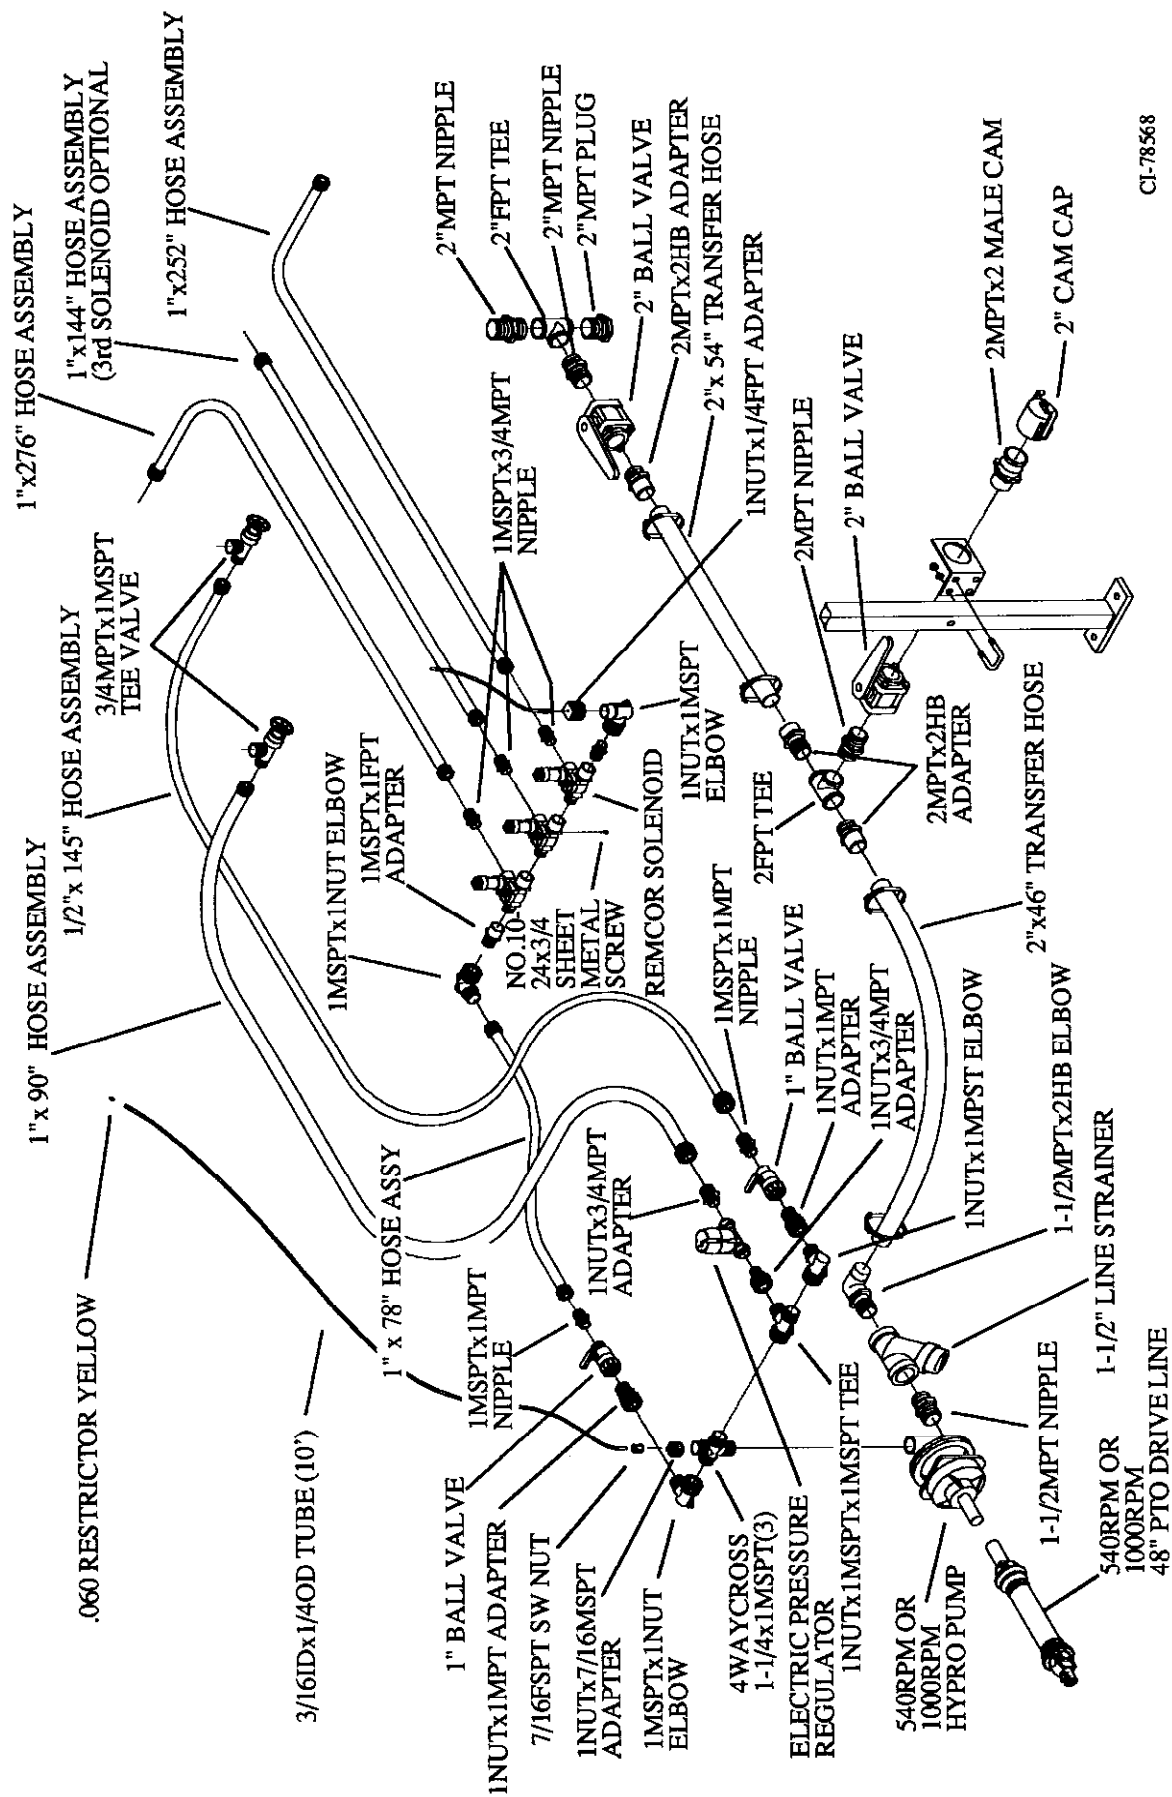 1"x276" HOSE ASSEMBLY
1"x144" HOSE ASSEMBLY
(3rd SOLENOID OPTIONAL
1"x252" HOSE ASSEMBLY
3/4MPTx1MSPT
TEE VALVE
1/2"x 145" HOSE ASSEMBLY
1"x 90" HOSE ASSEMBLY
.060 RESTRICTOR YELLOW
3/16IDx1/4OD TUBE (10')
2"MPT NIPPLE
2"FPT TEE
2"MPT NIPPLE
2"MPT PLUG
2" BALL VALVE
2MPTx2HB ADAPTER
2"x 54" TRANSFER HOSE
1NUTx1/4FPT ADAPTER
1MSPTx3/4MPT
NIPPLE
1MSPTx1NUT ELBOW
1MSPTx1FPT
ADAPTER
NO.10-
24x3/4
SHEET
METAL
SCREW
REMCOR SOLENOID
1NUTx1MSPT
ELBOW
2MPT NIPPLE
2" BALL VALVE
2MPTx2 MALE CAM
2" CAM CAP
2FPT TEE
2MPTx2HB
ADAPTER
2"x46" TRANSFER HOSE
1" x 78" HOSE ASSY
1MSPTx1MPT
NIPPLE
1NUTx3/4MPT
ADAPTER
1MSPTx1MPT
NIPPLE
1" BALL VALVE
1NUTx1MPT
ADAPTER
1NUTx3/4MPT
ADAPTER
1NUTx1MPST ELBOW
1-1/2MPTx2HB ELBOW
1-1/2" LINE STRAINER
1" BALL VALVE
1NUTx1MPT ADAPTER
7/16FSPT SW NUT
1NUTx7/16MSPT
ADAPTER
1MSPTx1NUT
ELBOW
4WAYCROSS
1-1/4x1MSPT(3)
ELECTRIC PRESSURE
REGULATOR
1NUTx1MSPTx1MSPT TEE
540RPM OR
1000RPM
HYPRO PUMP
1-1/2MPT NIPPLE
540RPM OR
1000RPM
48" PTO DRIVE LINE
CI-78568